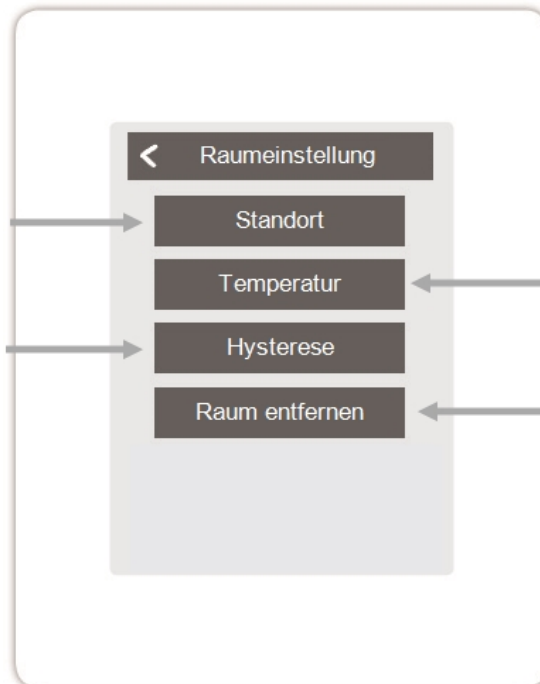 Raumeinstellung
Standort
Temperatur
Hysterese
Raum entfernen